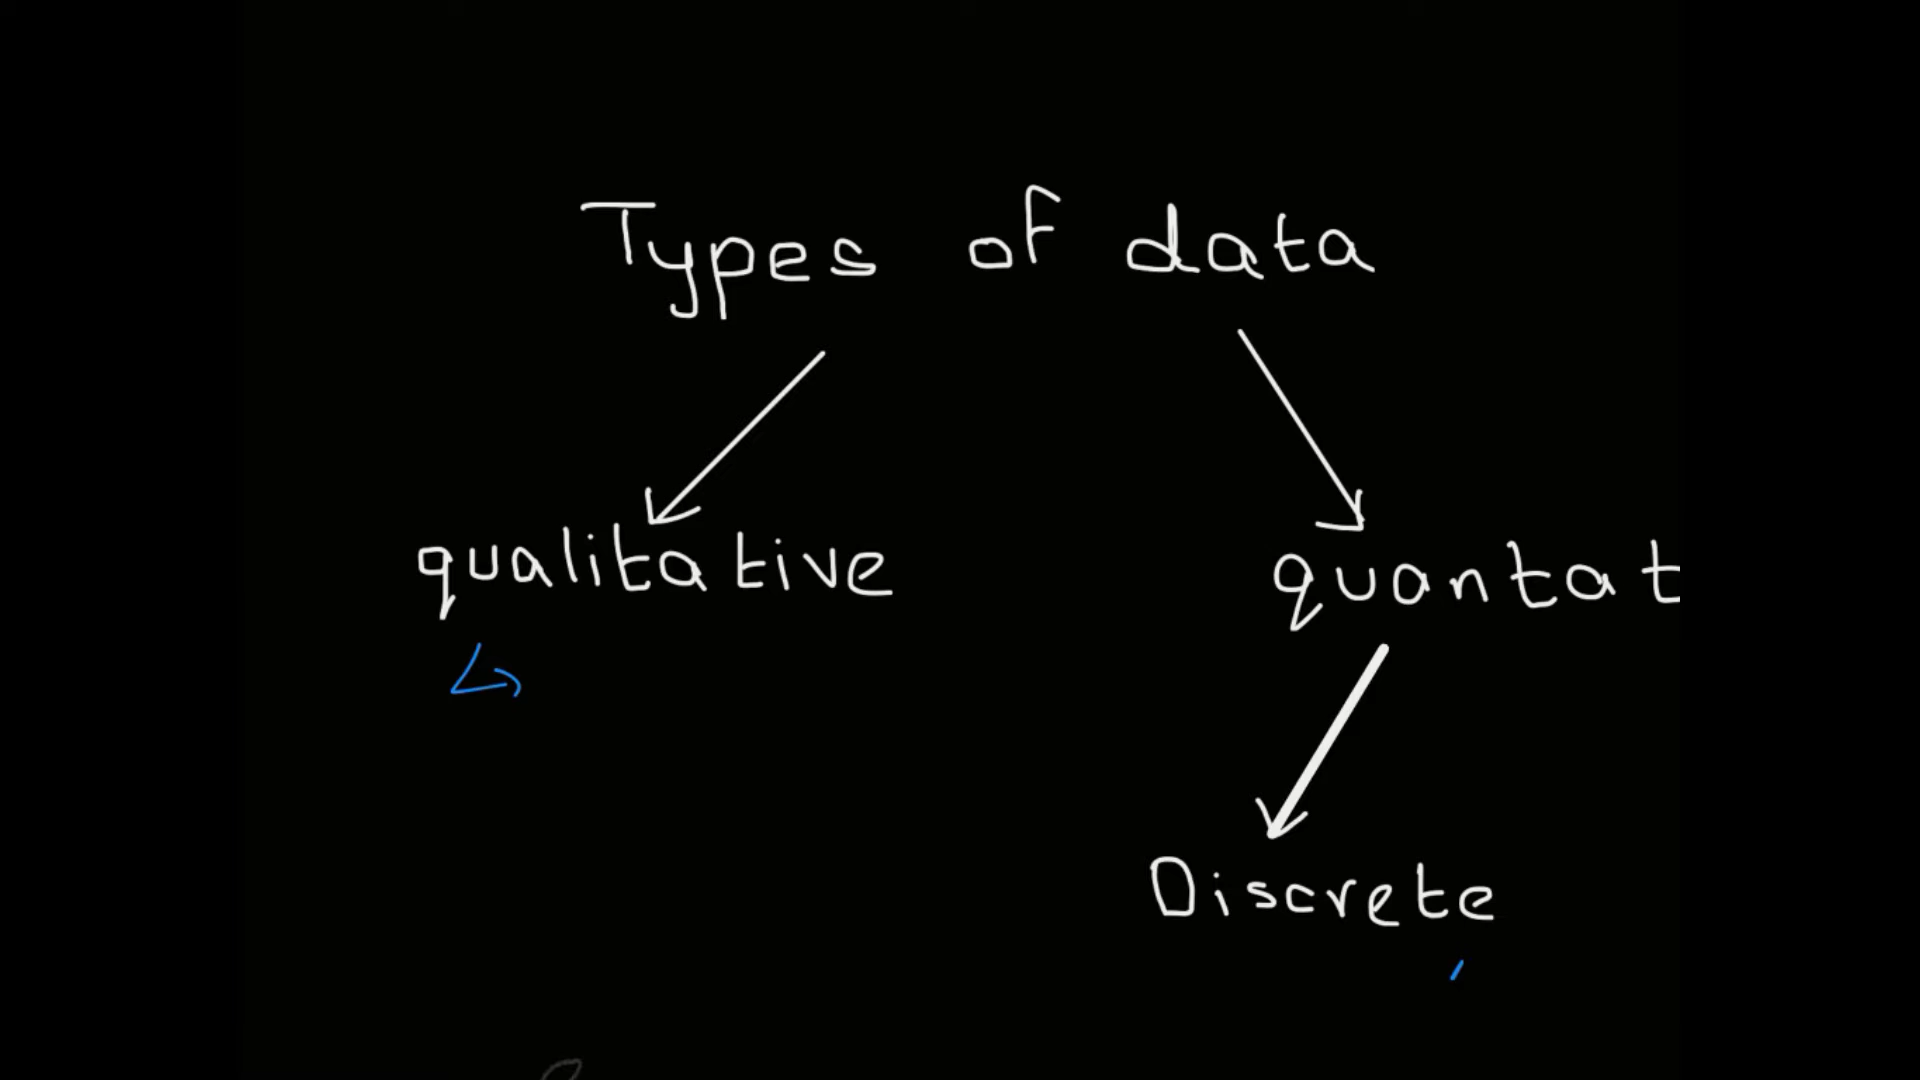 Types of data
qualitative
quantat
Discrete